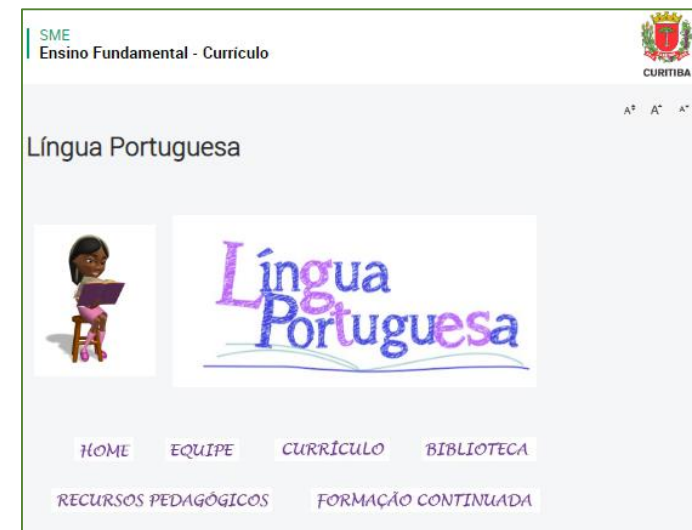 SME
Ensino Fundamental - Currículo
CURITIBA
A⁺ A⁻ A⁻
Língua Portuguesa
Língua
Portuguesa
HOME EQUIPE CURRÍCULO BIBLIOTECA
RECURSOS PEDAGÓGICOS FORMAÇÃO CONTINUADA